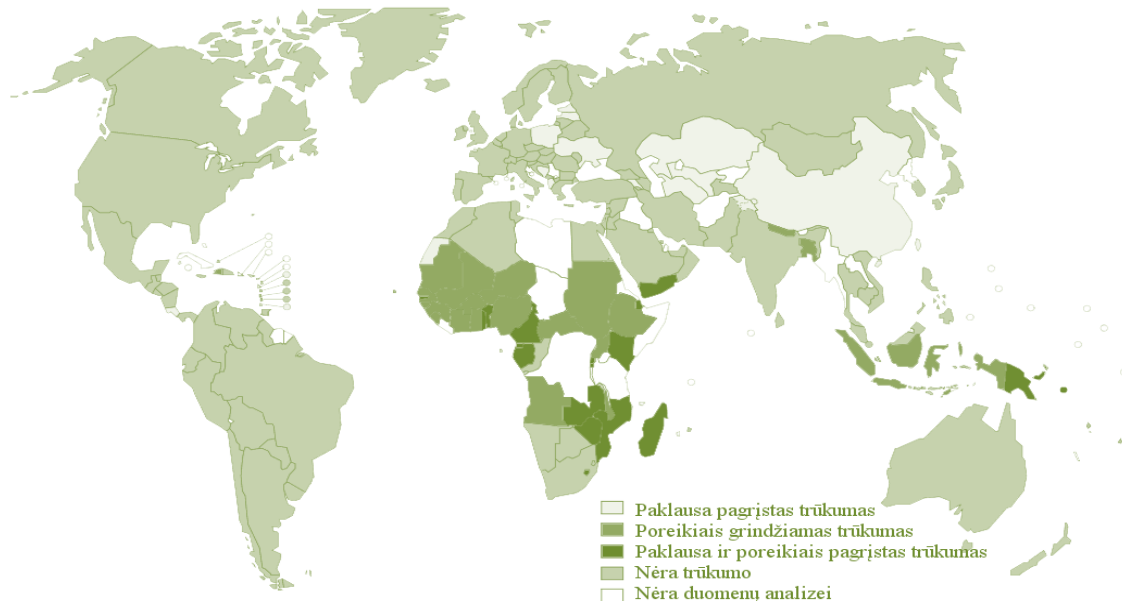 Paklausa pagrįstas trūkumas
Poreikiais grindžiamas trūkumas
Paklausa ir poreikiais pagrįstas trūkumas
Nėra trūkumo
Nėra duomenų analizei